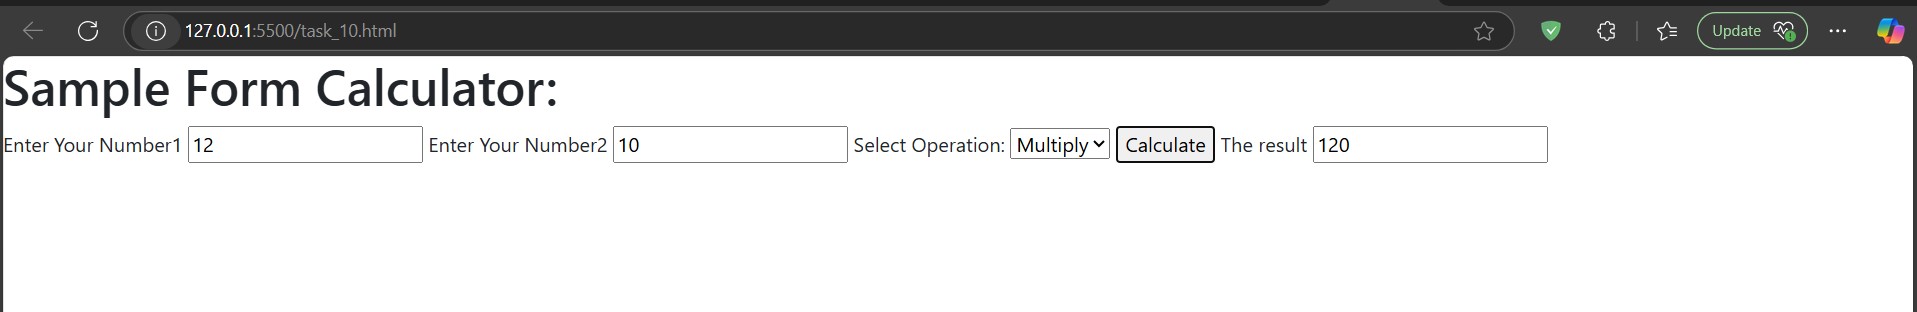 127.0.0.1:5500/task_10.html
Update
Sample Form Calculator:
Enter Your Number1 12 Enter Your Number2 10 Select Operation: Multiply Calculate The result 120